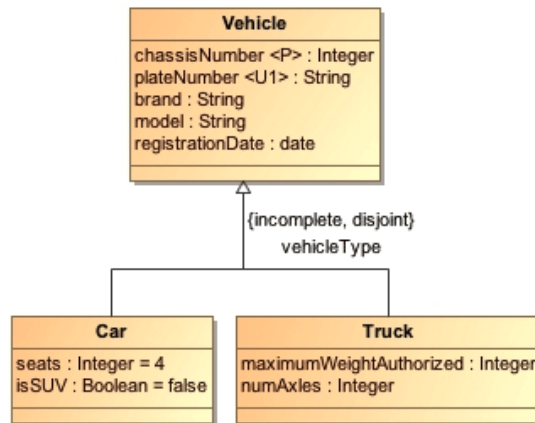 Vehicle
chassisNumber <P> : Integer
plateNumber <U1> : String
brand : String
model : String
registrationDate : date
{incomplete, disjoint}
vehicleType
Car
seats : Integer = 4
isSUV : Boolean = false
Truck
maximumWeightAuthorized : Integer
numAxles : Integer